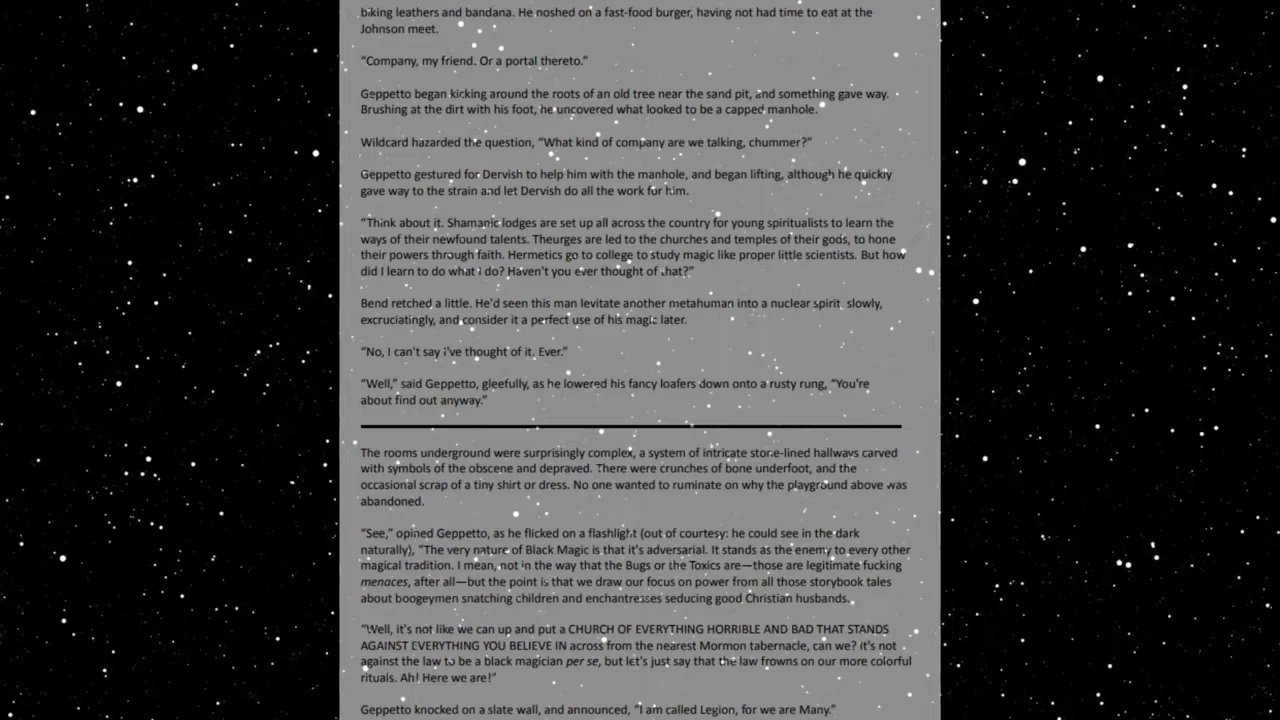 biking leathers and bandana. He noshed on a fast-food burger, having not had time to eat at the
Johnson meet.
“Company, my friend. Or a portal thereto.”
Geppetto began kicking around the roots of an old tree near the sand pit, and something gave way.
Brushing at the dirt with his foot, he uncovered what looked to be a capped manhole.
Wildcard hazarded the question, “What kind of company are we talking, chummer?”
Geppetto gestured for Dervish to help him with the manhole, and began lifting, although he quickly
gave way to the strain and let Dervish do all the work for him.
“Think about it. Shamanic lodges are set up all across the country for young spiritualists to learn the
ways of their newfound talents. Theurges are led to the churches and temples of their gods, to hone
their powers through faith. Hermetics go to college to study magic like proper little scientists. But how
did I learn to do what I do? Haven’t you ever thought of that?”
Bend retched a little. He’d seen this man levitate another metahuman into a nuclear spirit, slowly,
excruciatingly, and consider it a perfect use of his magic later.
“No, I can’t say i’ve thought of it. Ever.”
“Well,” said Geppetto, gleefully, as he lowered his fancy loafers down onto a rusty rung, “You’re
about find out anyway.”
The rooms underground were surprisingly complex, a system of intricate stone-lined hallways carved
with symbols of the obscene and depraved. There were crunches of bone underfoot, and the
occasional scrap of a tiny shirt or dress. No one wanted to ruminate on why the playground above was
abandoned.
“See,” opined Geppetto, as he flicked on a flashlight (out of courtesy: he could see in the dark
naturally), “The very nature of Black Magic is that it’s adversarial. It stands as the enemy to every other
magical tradition. I mean, not in the way that the Bugs or the Toxics are—those are legitimate fucking
menaces, after all—but the point is that we draw our focus on power from all those storybook tales
about boogeymen snatching children and enchantresses seducing good Christian husbands.
“Well, it’s not like we can up and put a CHURCH OF EVERYTHING HORRIBLE AND BAD THAT STANDS
AGAINST EVERYTHING YOU BELIEVE IN across from the nearest Mormon tabernacle, can we? It’s not
against the law to be a black magician per se, but let’s just say that the law frowns on our more colorful
rituals. Ah! Here we are!”
Geppetto knocked on a slate wall, and announced, “I am called Legion, for we are Many.”